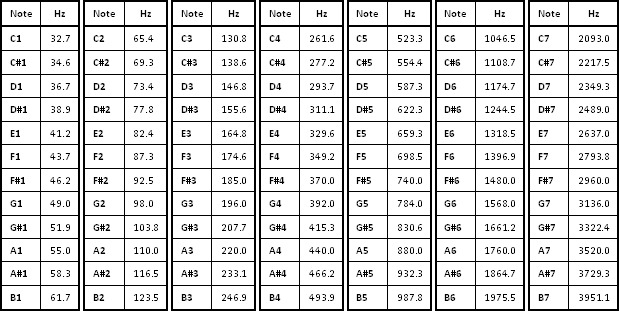 Note Hz Note Hz Note Hz Note Hz Note Hz Note Hz Note Hz
C1 32.7 C2 65.4 C3 130.8 C4 261.6 C5 523.3 C6 1046.5 C7 2093.0
C#1 34.6 C#2 69.3 C#3 138.6 C#4 277.2 C#5 554.4 C#6 1108.7 C#7 2217.5
D1 36.7 D2 73.4 D3 146.8 D4 293.7 D5 587.3 D6 1174.7 D7 2349.3
D#1 38.9 D#2 77.8 D#3 155.6 D#4 311.1 D#5 622.3 D#6 1244.5 D#7 2489.0
E1 41.2 E2 82.4 E3 164.8 E4 329.6 E5 659.3 E6 1318.5 E7 2637.0
F1 43.7 F2 87.3 F3 174.6 F4 349.2 F5 698.5 F6 1396.9 F7 2793.8
F#1 46.2 F#2 92.5 F#3 185.0 F#4 370.0 F#5 740.0 F#6 1480.0 F#7 2960.0
G1 49.0 G2 98.0 G3 196.0 G4 392.0 G5 784.0 G6 1568.0 G7 3136.0
G#1 51.9 G#2 103.8 G#3 207.7 G#4 415.3 G#5 830.6 G#6 1661.2 G#7 3322.4
A1 55.0 A2 110.0 A3 220.0 A4 440.0 A5 880.0 A6 1760.0 A7 3520.0
A#1 58.3 A#2 116.5 A#3 233.1 A#4 466.2 A#5 932.3 A#6 1864.7 A#7 3729.3
B1 61.7 B2 123.5 B3 246.9 B4 493.9 B5 987.8 B6 1975.5 B7 3951.1